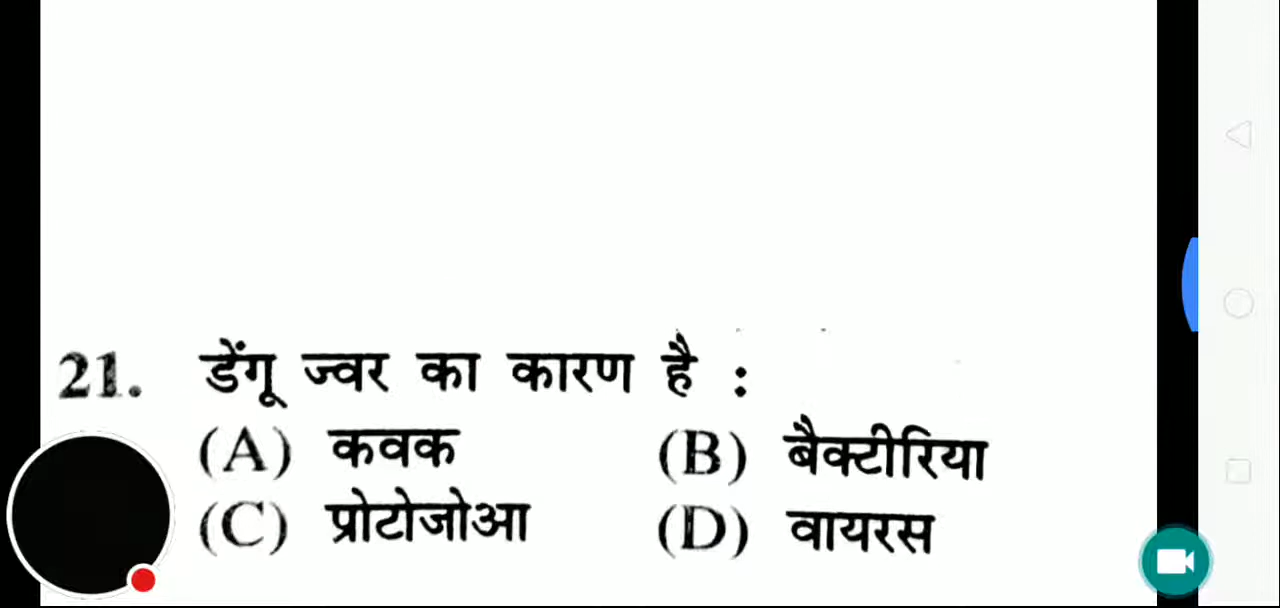 21. डेंगू ज्वर का कारण है :
(A) कवक (B) बैक्टीरिया
(C) प्रोटोजोआ (D) वायरस